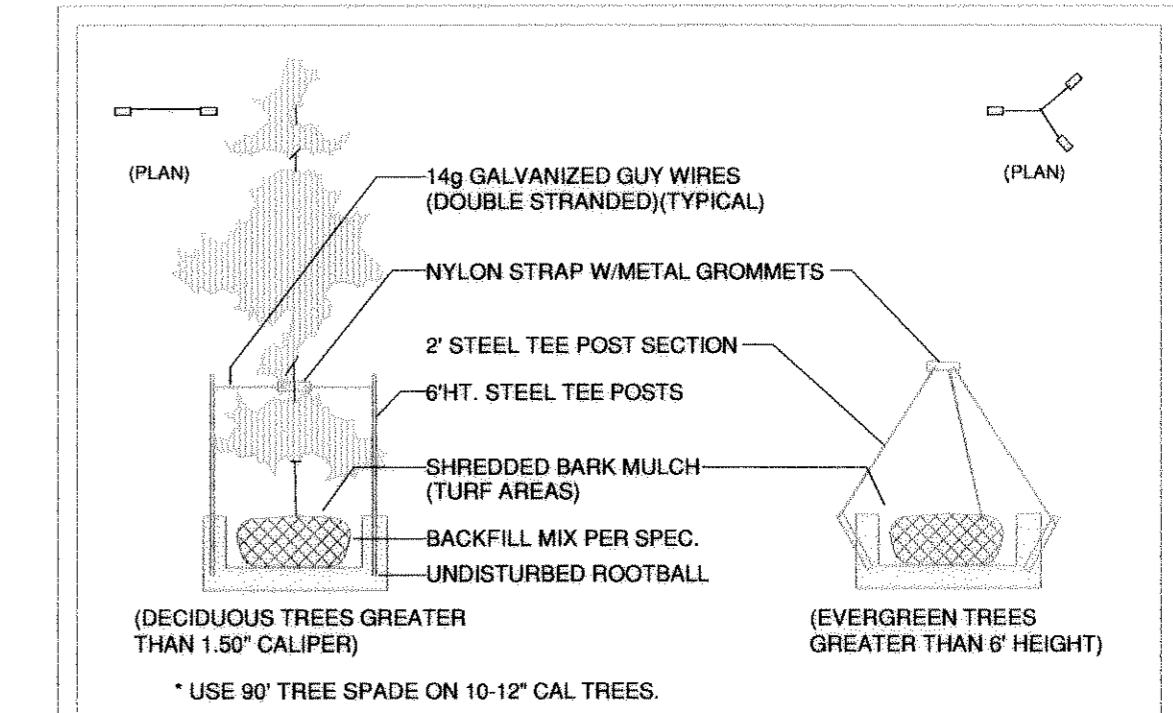 (PLAN)
(PLAN)
14g GALVANIZED GUY WIRES
(DOUBLE STRANDED)(TYPICAL)
NYLON STRAP W/METAL GROMMETS
2' STEEL TEE POST SECTION
6'HT. STEEL TEE POSTS
SHREDDED BARK MULCH
(TURF AREAS)
BACKFILL MIX PER SPEC.
UNDISTURBED ROOTBALL
(DECIDUOUS TREES GREATER
THAN 1.50" CALIPER)
(EVERGREEN TREES
GREATER THAN 6' HEIGHT)
* USE 90' TREE SPADE ON 10-12" CAL TREES.